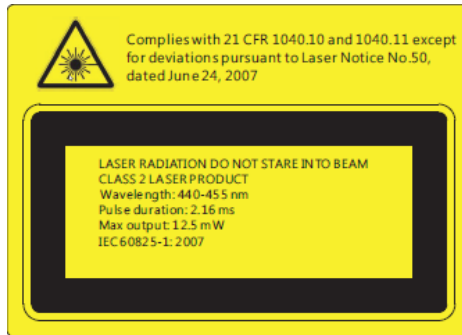 Complies with 21 CFR 1040.10 and 1040.11 except
for deviations pursuant to Laser Notice No.50,
dated June 24, 2007
LASER RADIATION DO NOT STARE INTO BEAM
CLASS 2 LASER PRODUCT
Wavelength: 440-455 nm
Pulse duration: 2.16 ms
Max output: 12.5 mW
IEC 60825-1: 2007